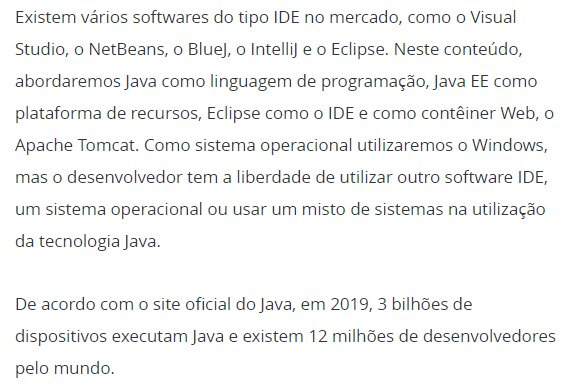 Existem vários softwares do tipo IDE no mercado, como o Visual
Studio, o NetBeans, o BlueJ, o IntelliJ e o Eclipse. Neste conteúdo,
abordaremos Java como linguagem de programação, Java EE como
plataforma de recursos, Eclipse como o IDE e como contêiner Web, o
Apache Tomcat. Como sistema operacional utilizaremos o Windows,
mas o desenvolvedor tem a liberdade de utilizar outro software IDE,
um sistema operacional ou usar um misto de sistemas na utilização
da tecnologia Java.
De acordo com o site oficial do Java, em 2019, 3 bilhões de
dispositivos executam Java e existem 12 milhões de desenvolvedores
pelo mundo.